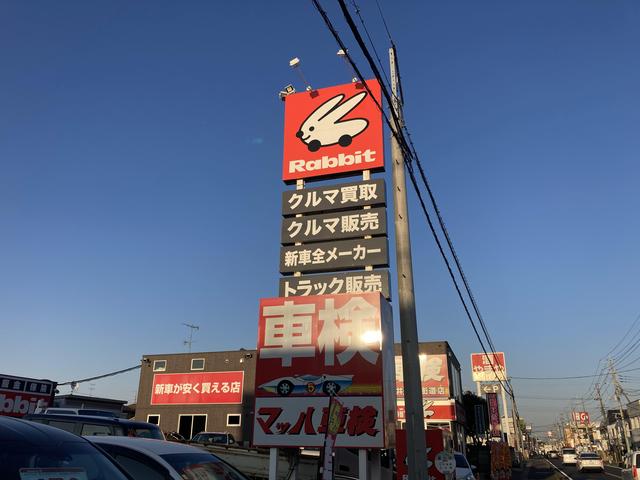 Rabbit
クルマ買取
クルマ販売
新車全メーカー
トラック販売
車検
5
マッハ車検
新車が安く買える店
Rabbit
P